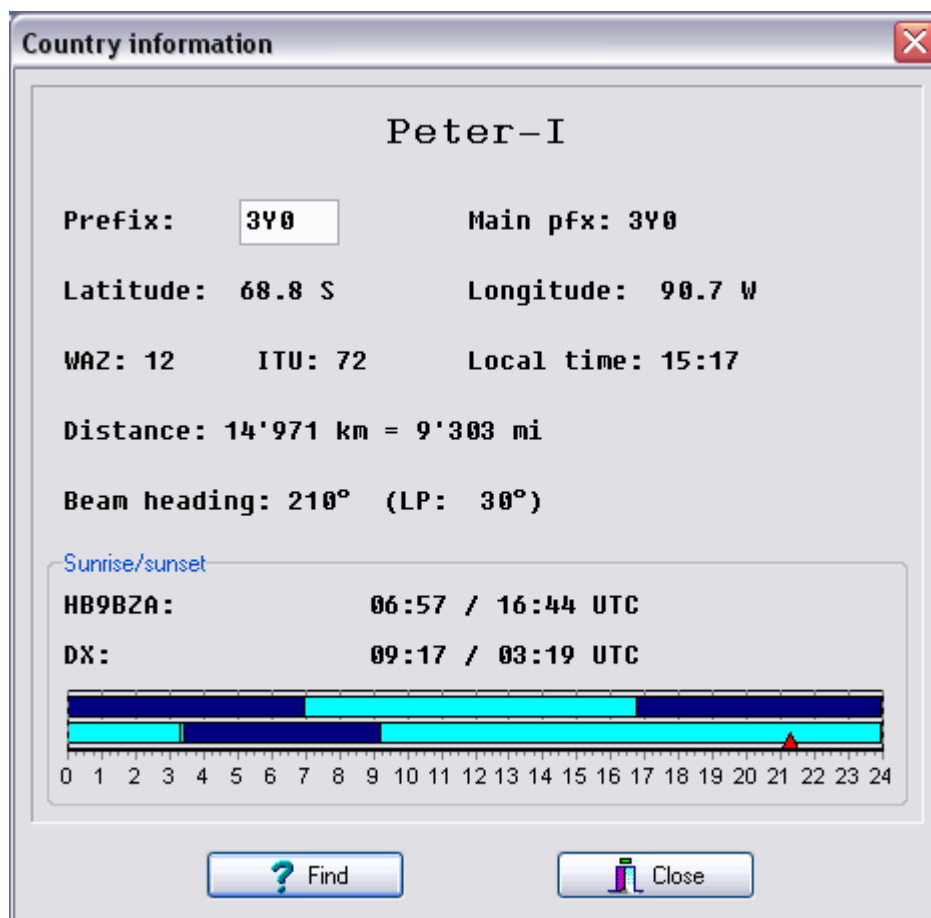 Country information
Peter-I
Prefix: 3Y0 Main pfx: 3Y0
Latitude: 68.8 S Longitude: 90.7 W
WAZ: 12 ITU: 72 Local time: 15:17
Distance: 14'971 km = 9'303 mi
Beam heading: 210° (LP: 30°)
Sunrise/sunset
HB9BZA: 06:57 / 16:44 UTC
DX: 09:17 / 03:19 UTC
0 1 2 3 4 5 6 7 8 9 10 11 12 13 14 15 16 17 18 19 20 21 22 23 24
? Find Close